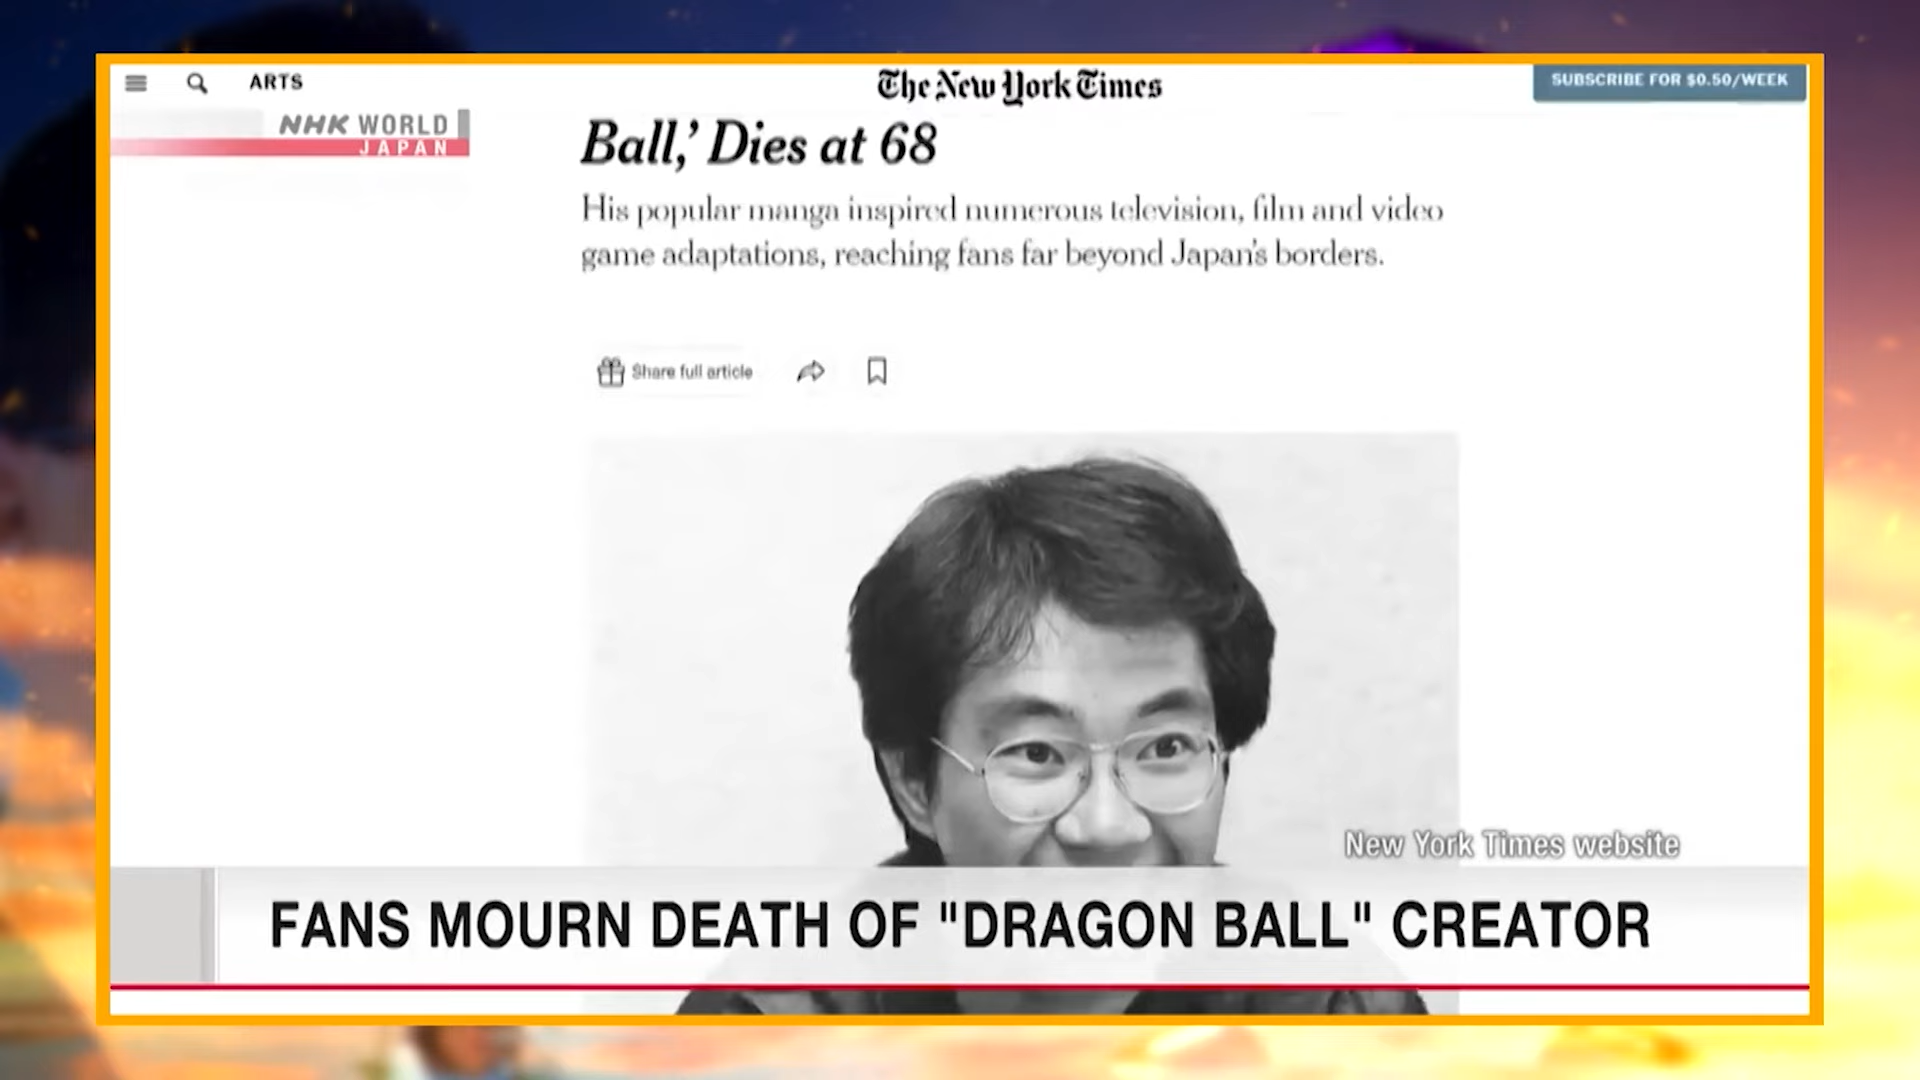 ARTS
The New York Times
SUBSCRIBE FOR $0.50/WEEK
NHK WORLD
JAPAN
Ball,’ Dies at 68
His popular manga inspired numerous television, film and video
game adaptations, reaching fans far beyond Japan’s borders.
Share full article
New York Times website
FANS MOURN DEATH OF "DRAGON BALL" CREATOR